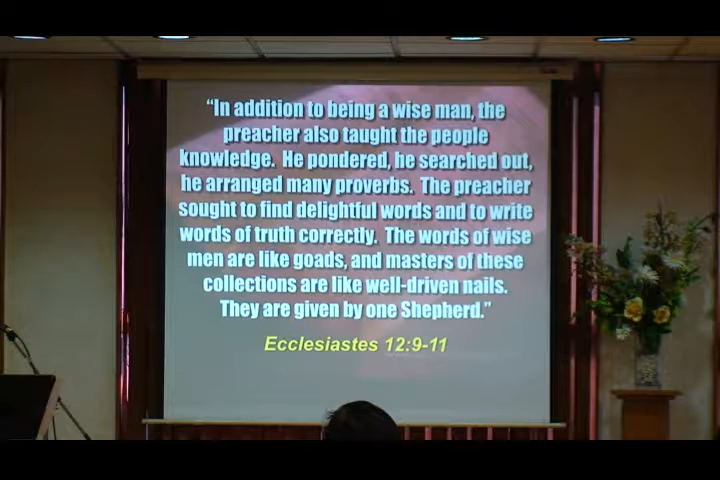 “In addition to being a wise man, the
preacher also taught the people
knowledge. He pondered, he searched out,
he arranged many proverbs. The preacher
sought to find delightful words and to write
words of truth correctly. The words of wise
men are like goads, and masters of these
collections are like well-driven nails.
They are given by one Shepherd.”
Ecclesiastes 12:9-11